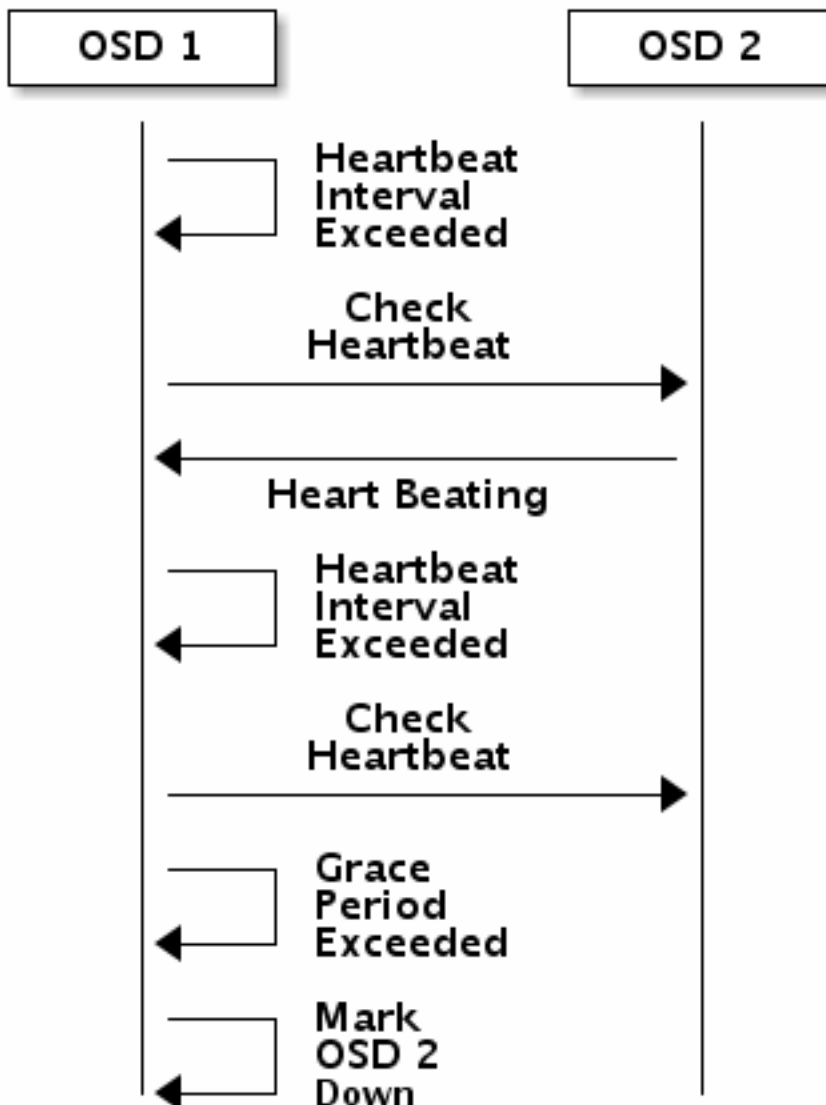 OSD 1
OSD 2
Heartbeat
Interval
Exceeded
Check
Heartbeat
Heart Beating
Heartbeat
Interval
Exceeded
Check
Heartbeat
Grace
Period
Exceeded
Mark
OSD 2
Down